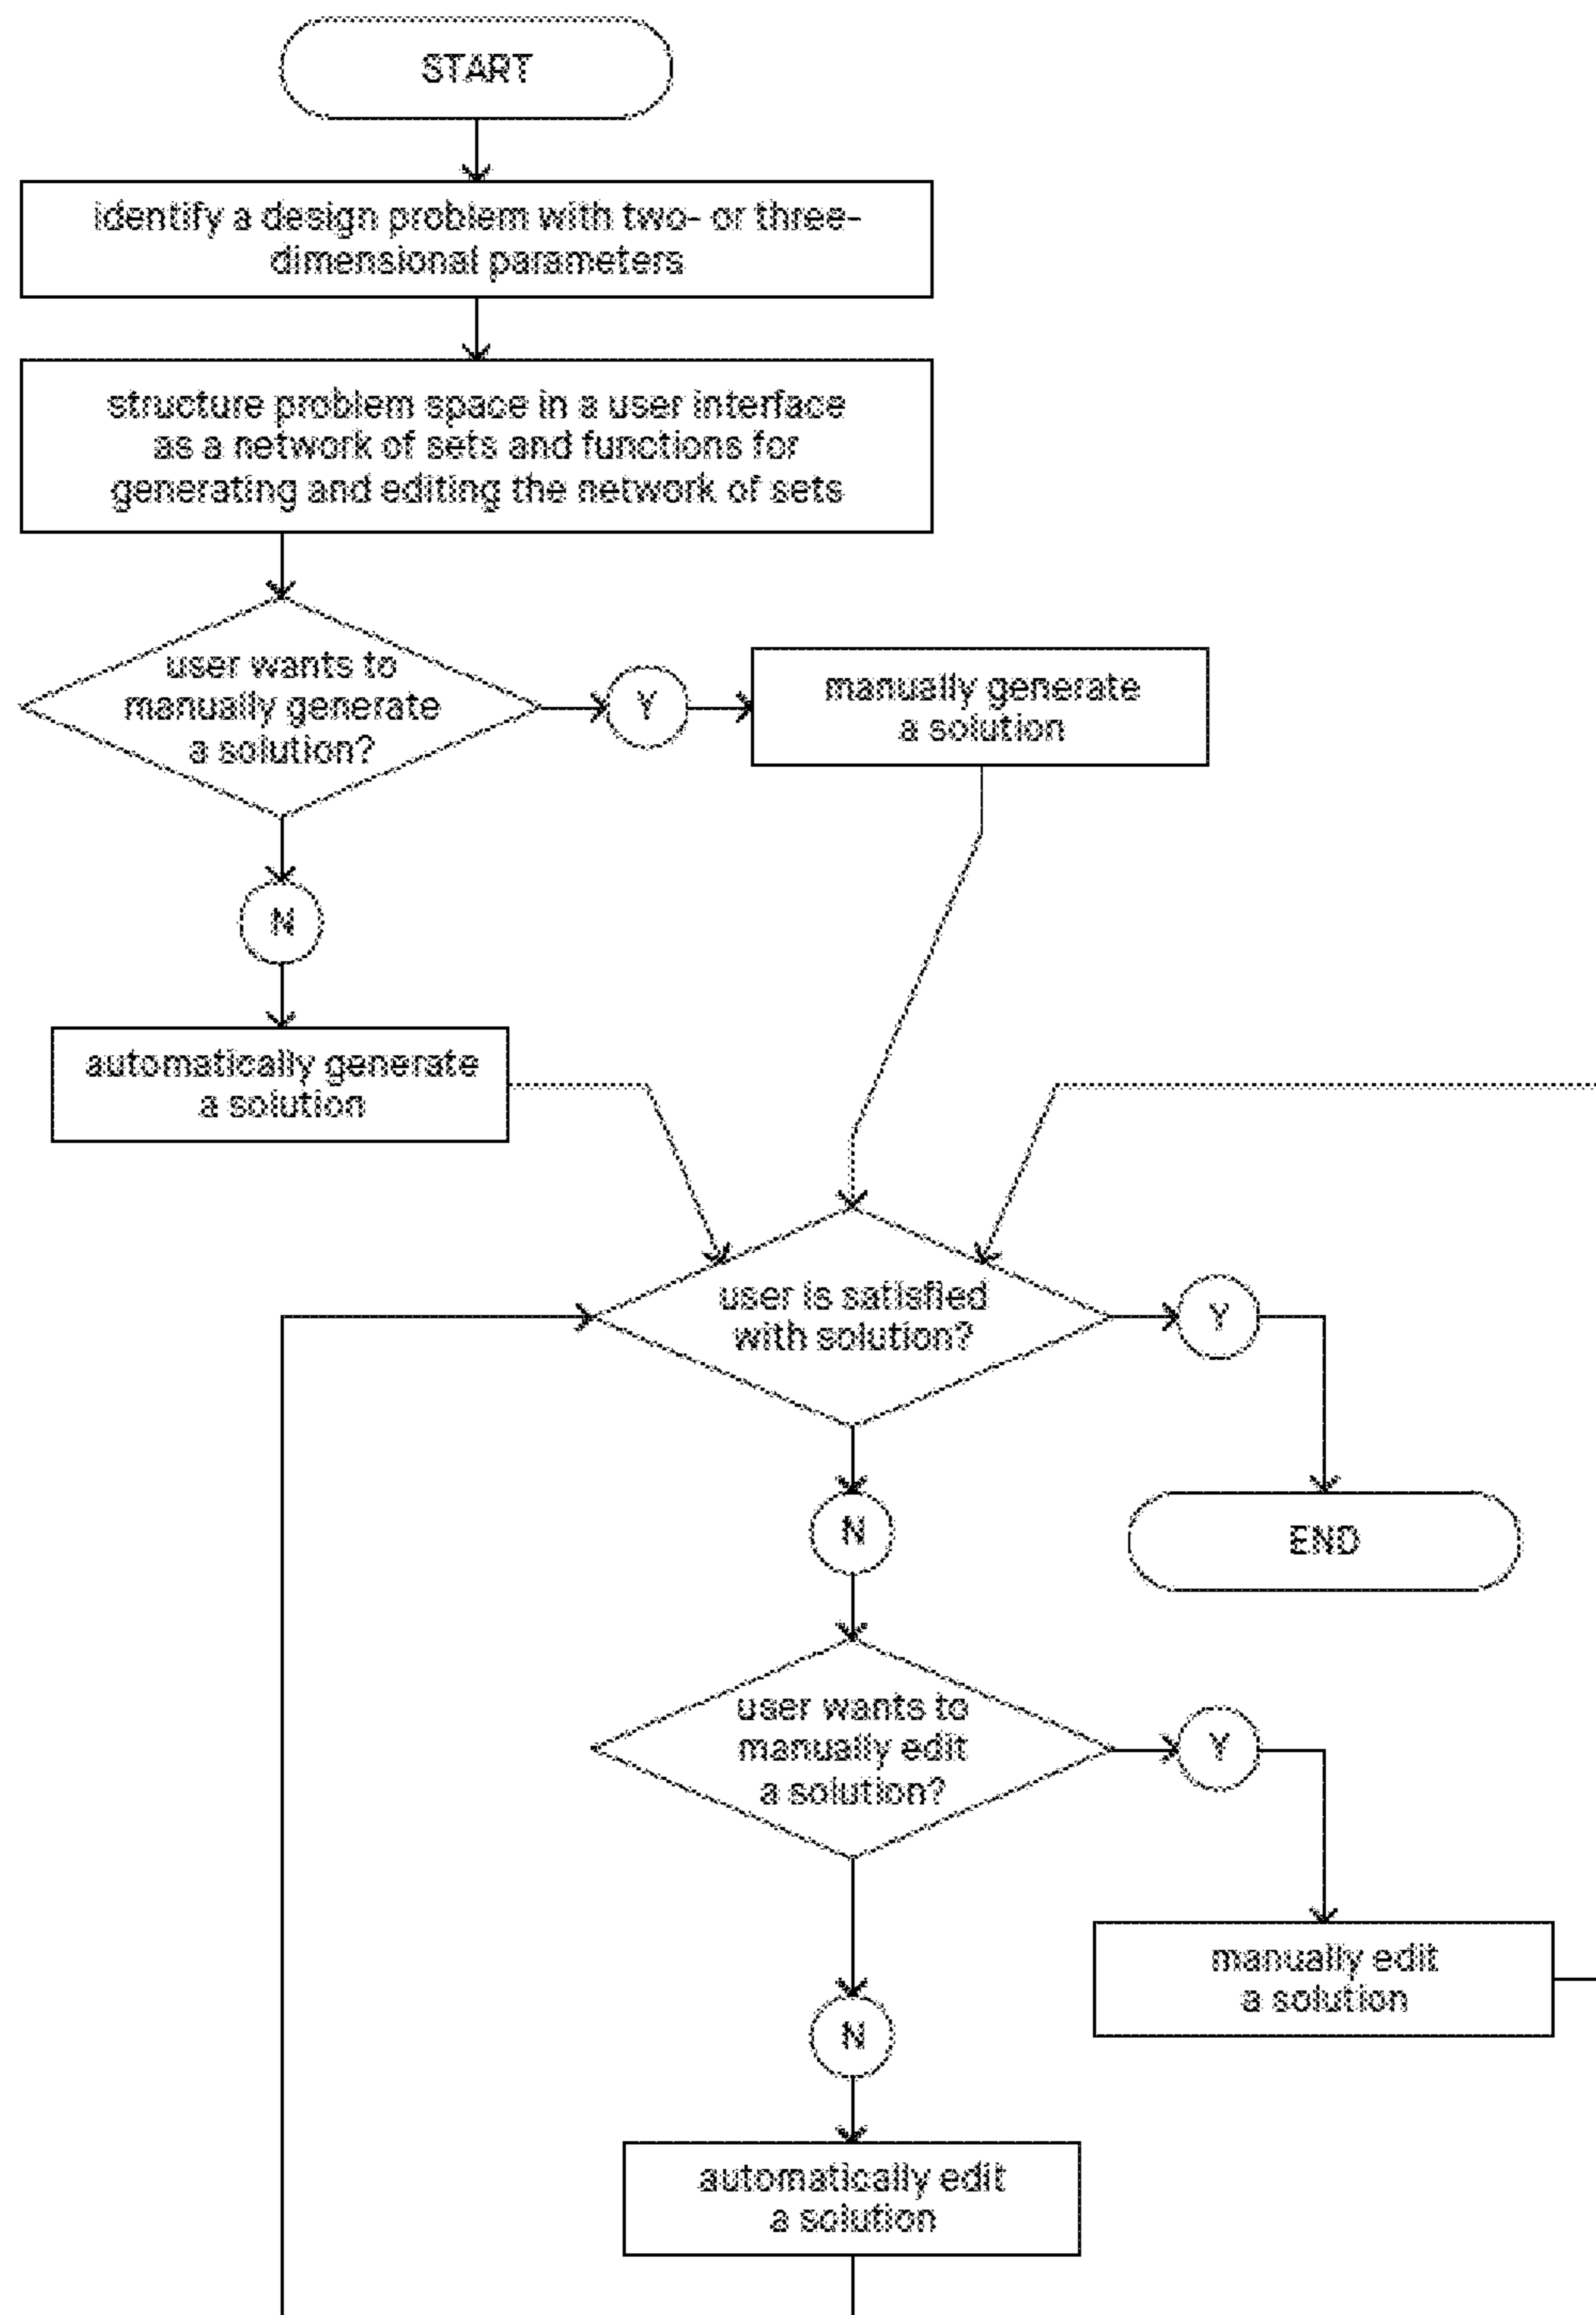 START
identify a design problem with two- or three-
dimensional parameters
structure problem space in a user interface
as a network of sets and functions for
generating and editing the network of sets
user wants to
manually generate
a solution?
Y
manually generate
a solution
N
automatically generate
a solution
user is satisfied
with solution?
Y
N
END
user wants to
manually edit
a solution?
Y
manually edit
a solution
N
automatically edit
a solution